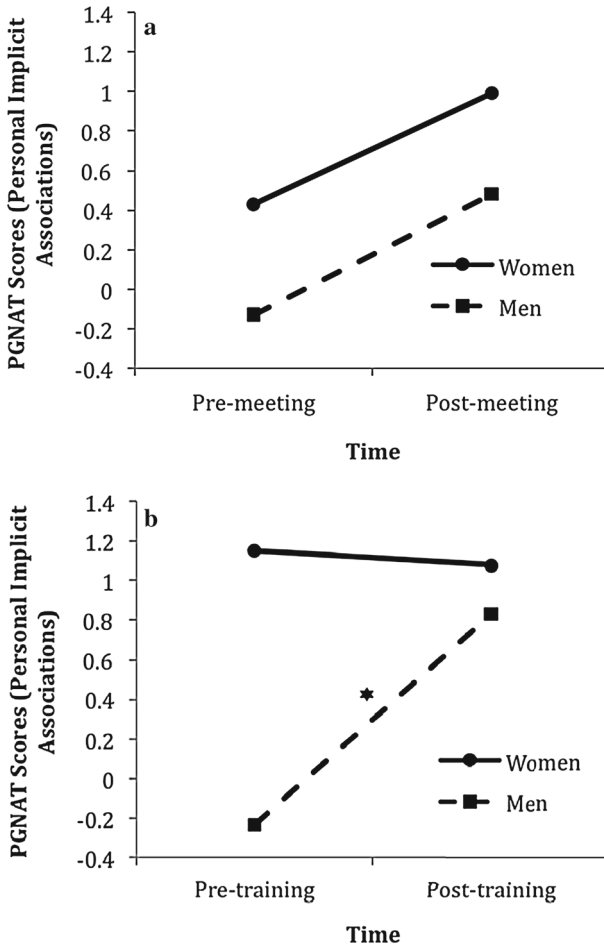 a
PGNAT Scores (Personal Implicit
Associations)
1.4
1.2
1
0.8
0.6
0.4
0.2
0
-0.2
-0.4
Women
Men
Pre-meeting
Post-meeting
Time
b
PGNAT Scores (Personal Implicit
Associations)
1.4
1.2
1
0.8
0.6
0.4
0.2
0
-0.2
-0.4
Women
Men
Pre-training
Post-training
Time